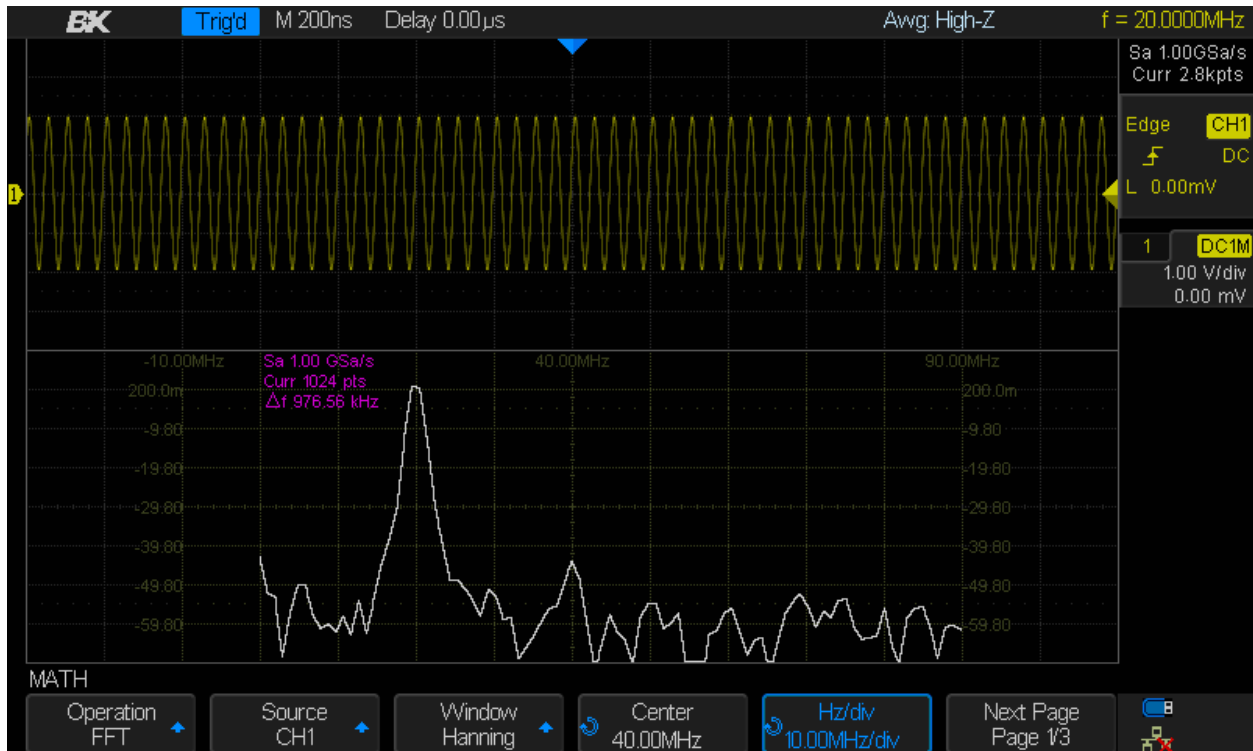 BK Trig'd M 200ns Delay 0.00µs Awg: High-Z f = 20.0000MHz
Sa 1.00GSa/s
Curr 2.8kpts
Edge CH1
DC
L 0.00mV
1
1 DC1M
1.00 V/div
0.00 mV
-10.00MHz Sa 1.00 GSa/s 40.00MHz 90.00MHz
Curr 1024 pts
200.0m 200.0m
Δf 976.56 kHz
-9.80 -9.80
-19.80 -19.80
-29.80 -29.80
-39.80 -39.80
-49.80 -49.80
-59.80 -59.80
MATH
Operation Source Window Center Hz/div Next Page
FFT CH1 Hanning 40.00MHz 10.00MHz/div Page 1/3